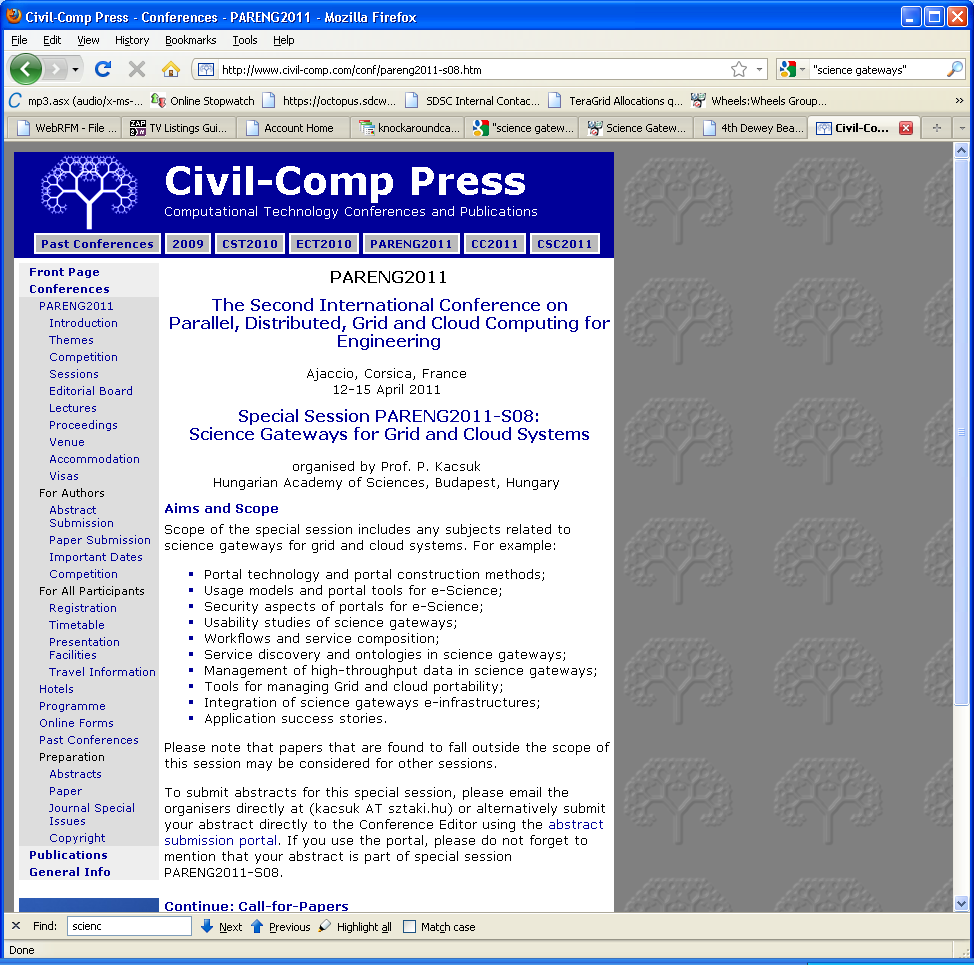 Civil-Comp Press - Conferences - PARENG2011 - Mozilla Firefox
File Edit View History Bookmarks Tools Help
http://www.civil-comp.com/conf/pareng2011-s08.htm
"science gateways"
mp3.asx (audio/x-ms-... Online Stopwatch https://octopus.sdcw... SDSC Internal Contac... TeraGrid Allocations q... Wheels:Wheels Group... »
WebRFM - File ... TV Listings Gui... Account Home knockaroundca... "science gatew... Science Gatew... 4th Dewey Bea... Civil-Co...
Civil-Comp Press
Computational Technology Conferences and Publications
Past Conferences 2009 CST2010 ECT2010 PARENG2011 CC2011 CSC2011
Front Page
Conferences
PARENG2011
Introduction
Themes
Competition
Sessions
Editorial Board
Lectures
Proceedings
Venue
Accommodation
Visas
For Authors
Abstract
Submission
Paper Submission
Important Dates
Competition
For All Participants
Registration
Timetable
Presentation
Facilities
Travel Information
Hotels
Programme
Online Forms
Past Conferences
Preparation
Abstracts
Paper
Journal Special
Issues
Copyright
Publications
General Info
PARENG2011
The Second International Conference on
Parallel, Distributed, Grid and Cloud Computing for
Engineering
Ajaccio, Corsica, France
12-15 April 2011
Special Session PARENG2011-S08:
Science Gateways for Grid and Cloud Systems
organised by Prof. P. Kacsuk
Hungarian Academy of Sciences, Budapest, Hungary
Aims and Scope
Scope of the special session includes any subjects related to
science gateways for grid and cloud systems. For example:
Portal technology and portal construction methods;
Usage models and portal tools for e-Science;
Security aspects of portals for e-Science;
Usability studies of science gateways;
Workflows and service composition;
Service discovery and ontologies in science gateways;
Management of high-throughput data in science gateways;
Tools for managing Grid and cloud portability;
Integration of science gateways e-infrastructures;
Application success stories.
Please note that papers that are found to fall outside the scope of
this session may be considered for other sessions.
To submit abstracts for this special session, please email the
organisers directly at (kacsuk AT sztaki.hu) or alternatively submit
your abstract directly to the Conference Editor using the abstract
submission portal. If you use the portal, please do not forget to
mention that your abstract is part of special session
PARENG2011-S08.
Continue: Call-for-Papers
Find: scienc Next Previous Highlight all Match case
Done